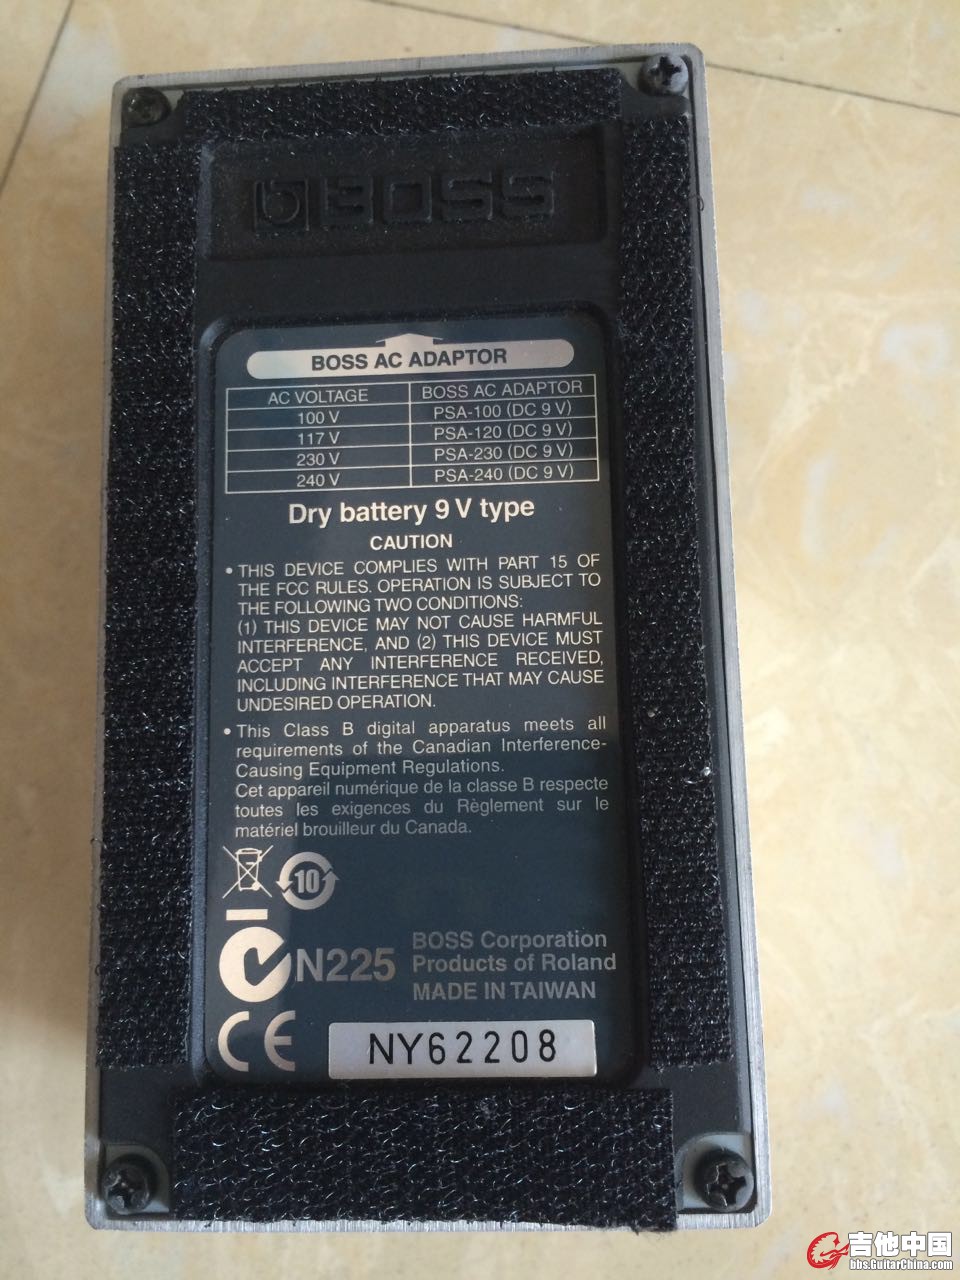 BOSS
BOSS AC ADAPTOR
AC VOLTAGE BOSS AC ADAPTOR
100 V PSA-100 (DC 9 V)
117 V PSA-120 (DC 9 V)
230 V PSA-230 (DC 9 V)
240 V PSA-240 (DC 9 V)
Dry battery 9 V type
CAUTION
• THIS DEVICE COMPLIES WITH PART 15 OF
THE FCC RULES. OPERATION IS SUBJECT TO
THE FOLLOWING TWO CONDITIONS:
(1) THIS DEVICE MAY NOT CAUSE HARMFUL
INTERFERENCE, AND (2) THIS DEVICE MUST
ACCEPT ANY INTERFERENCE RECEIVED,
INCLUDING INTERFERENCE THAT MAY CAUSE
UNDESIRED OPERATION.
• This Class B digital apparatus meets all
requirements of the Canadian Interference-
Causing Equipment Regulations.
Cet appareil numérique de la classe B respecte
toutes les exigences du Règlement sur le
matériel brouilleur du Canada.
10
N225
BOSS Corporation
Products of Roland
MADE IN TAIWAN
CE
NY62208
吉他中国
bbs.GuitarChina.com